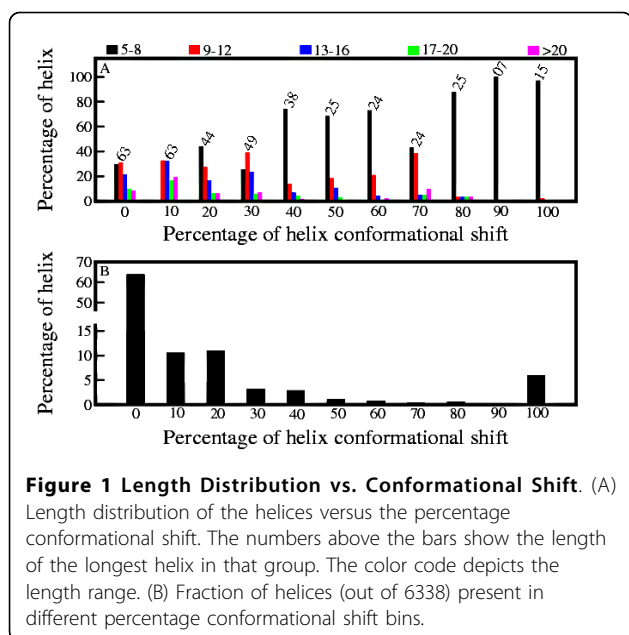 5-8 9-12 13-16 17-20 >20
A
Percentage of helix
100
80
60
40
20
0
63 63 44 49 38 25 24 24 25 07 15
0 10 20 30 40 50 60 70 80 90 100
Percentage of helix conformational shift
B
Percentage of helix
70
60
50
15
10
5
0
0 10 20 30 40 50 60 70 80 100
Percentage of helix conformational shift
Figure 1 Length Distribution vs. Conformational Shift. (A)
Length distribution of the helices versus the percentage
conformational shift. The numbers above the bars show the length
of the longest helix in that group. The color code depicts the
length range. (B) Fraction of helices (out of 6338) present in
different percentage conformational shift bins.